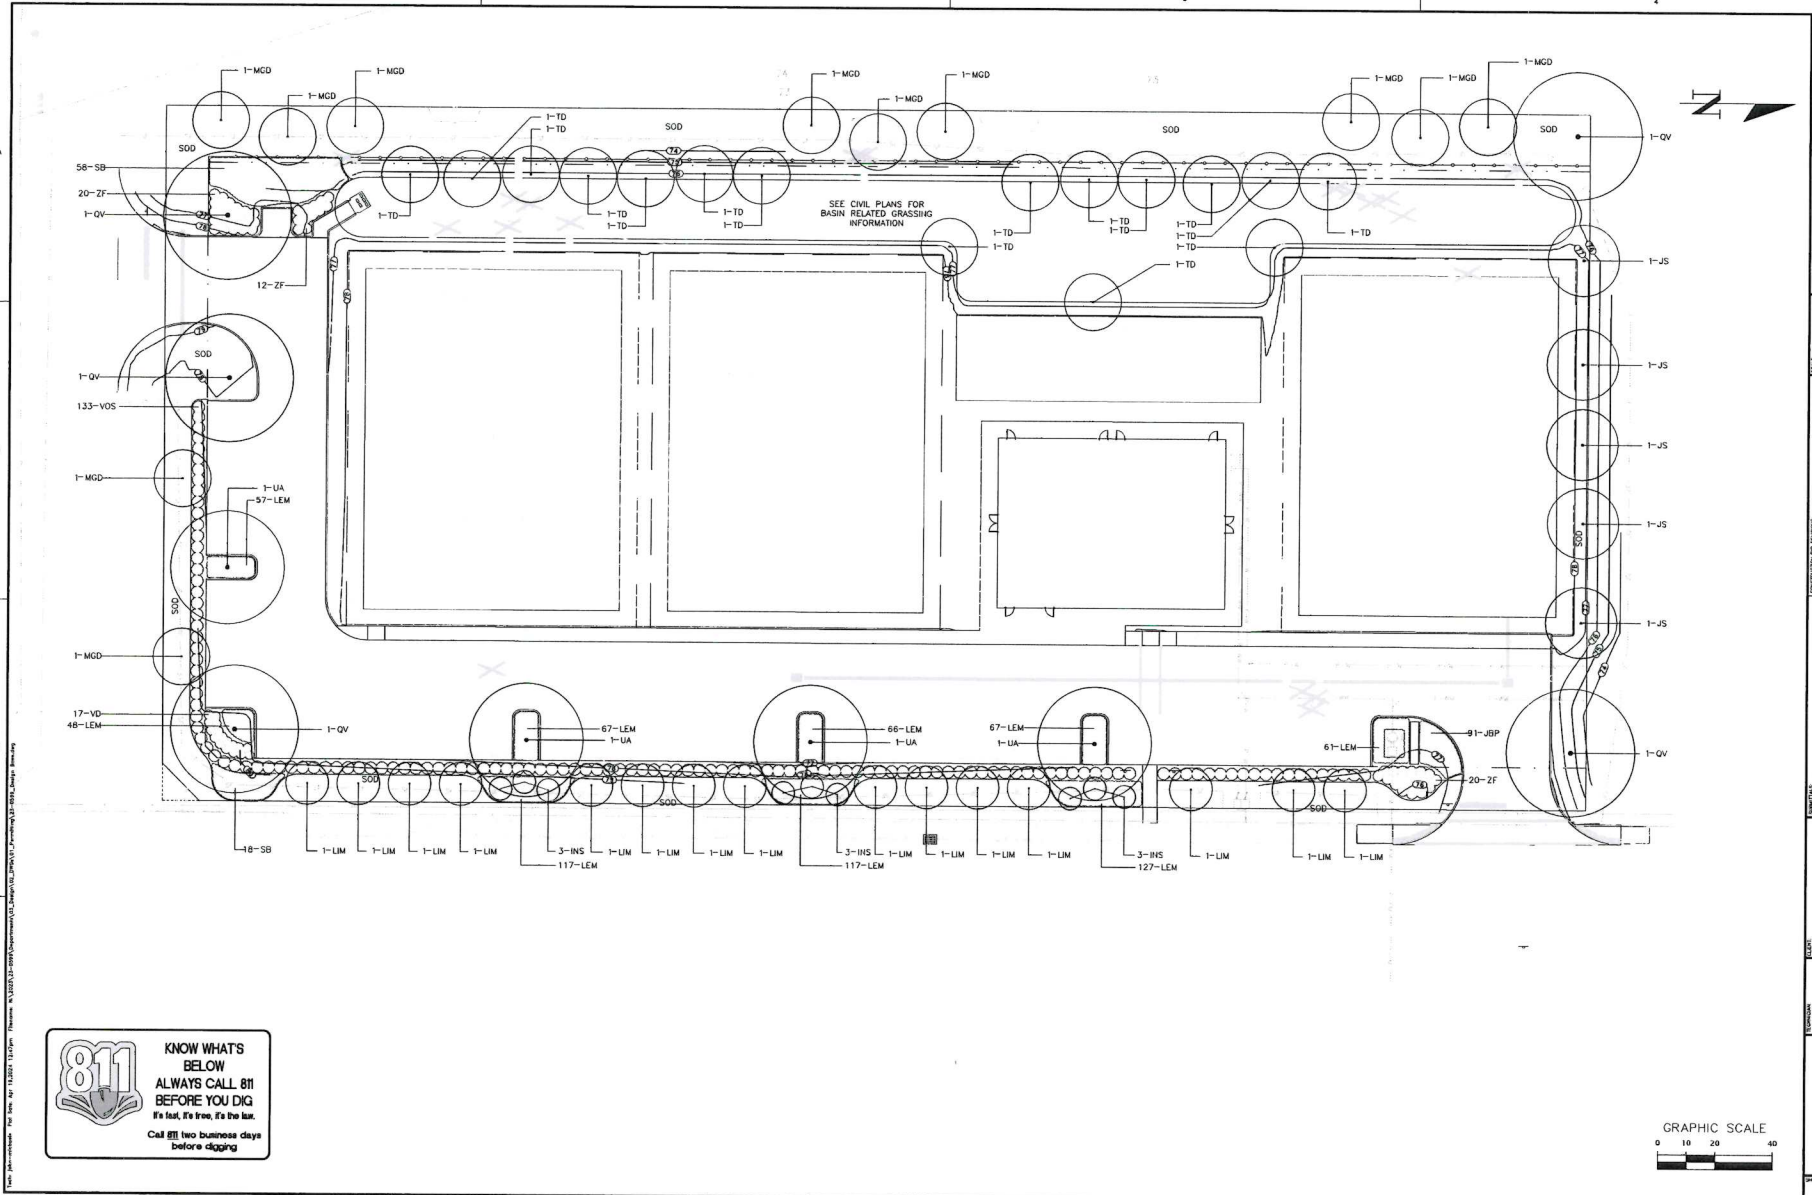 1-MGD
1-MGD
1-MGD
1-MGD
1-MGD
1-MGD
1-MGD
1-MGD
1-MGD
1-QV
SOD
SOD
SOD
SOD
1-TD
1-TD
58-SB
20-ZF
1-QV
12-ZF
74
1-TD
1-TD
1-TD
1-TD
1-TD
SEE CIVIL PLANS FOR
BASIN RELATED GRASSING
INFORMATION
1-TD
1-TD
1-TD
1-TD
1-TD
1-TD
1-TD
1-TD
1-TD
1-JS
1-JS
1-JS
1-JS
1-JS
SOD
78
77
76
75
74
SOD
1-QV
133-VOS
1-MGD
1-UA
57-LEM
SOD
1-MGD
17-VD
48-LEM
1-QV
67-LEM
1-UA
66-LEM
1-UA
67-LEM
1-UA
61-LEM
91-JBP
20-ZF
76
1-QV
SOD
SOD
SOD
18-SB
1-LIM
1-LIM
1-LIM
1-LIM
3-INS
117-LEM
1-LIM
1-LIM
1-LIM
1-LIM
3-INS
117-LEM
1-LIM
1-LIM
1-LIM
1-LIM
3-INS
127-LEM
1-LIM
1-LIM
1-LIM
811
KNOW WHAT'S
BELOW
ALWAYS CALL 811
BEFORE YOU DIG
It's fast, it's free, it's the law.
Call 811 two business days
before digging
N
GRAPHIC SCALE
0 10 20 40